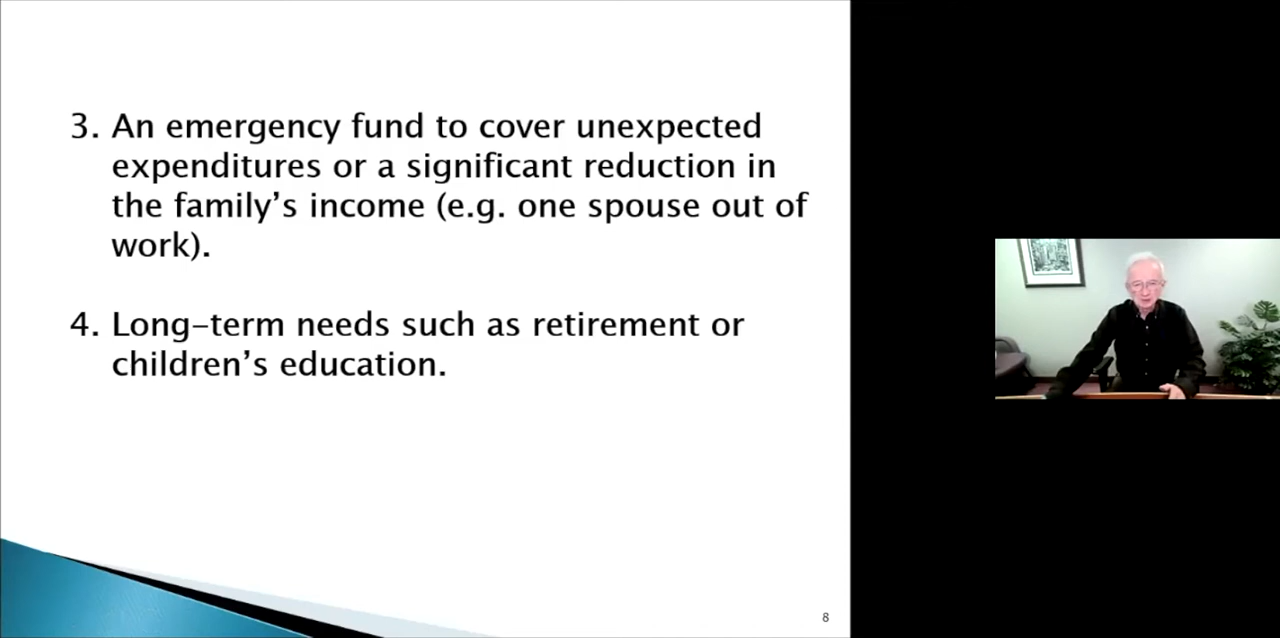 3. An emergency fund to cover unexpected
expenditures or a significant reduction in
the family’s income (e.g. one spouse out of
work).
4. Long-term needs such as retirement or
children’s education.
8